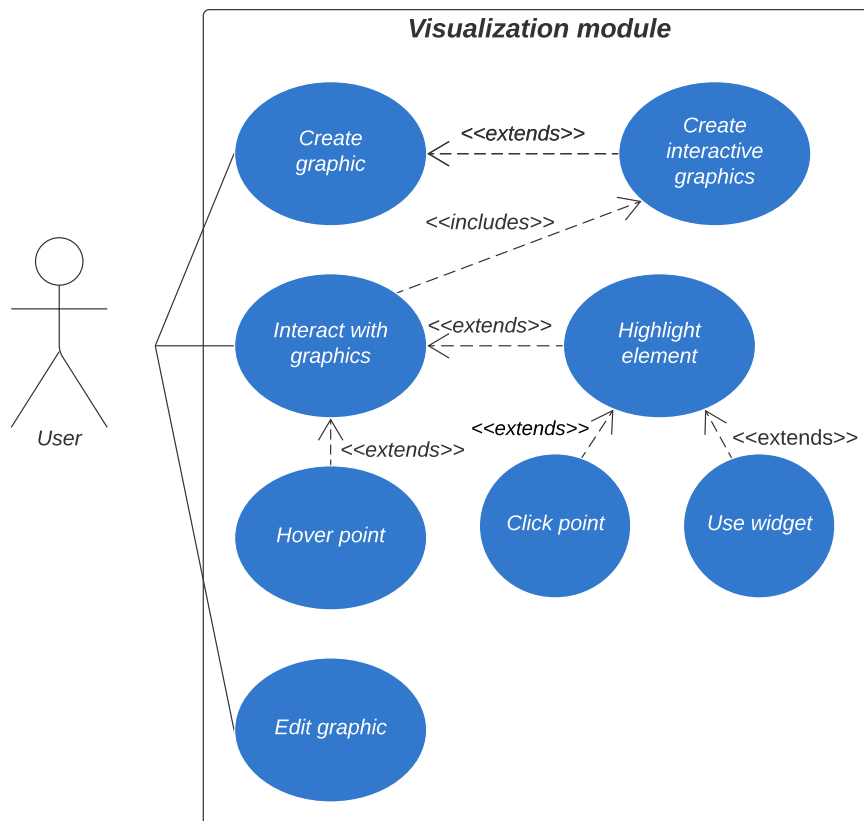 Visualization module
Create
graphic
<<extends>>
Create
interactive
graphics
<<includes>>
Interact with
graphics
<<extends>>
Highlight
element
User
<<extends>>
<<extends>>
<<extends>>
Hover point
Click point
Use widget
Edit graphic